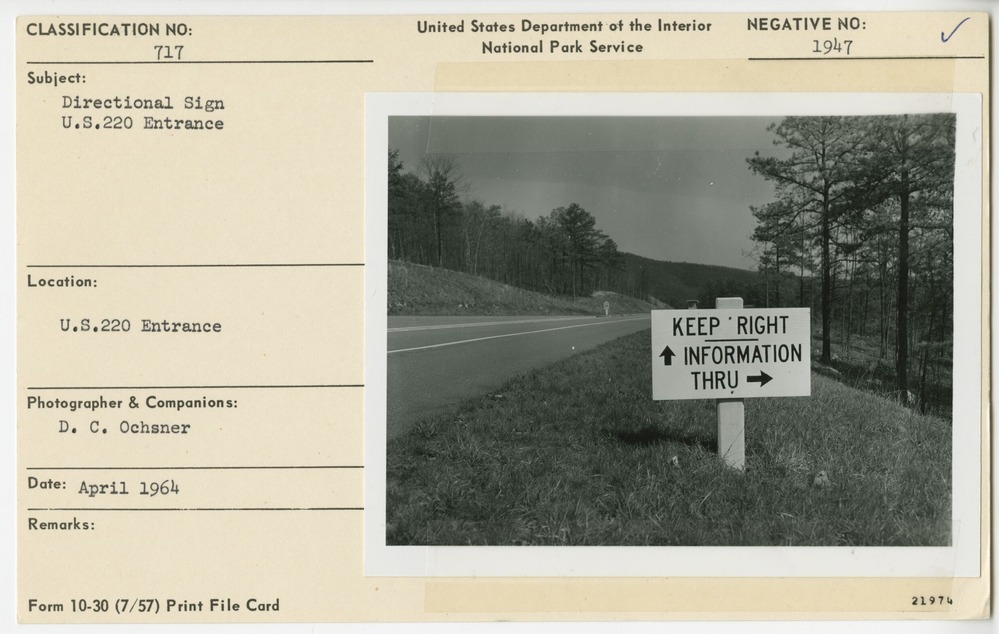 CLASSIFICATION NO:
717
United States Department of the Interior
National Park Service
NEGATIVE NO:
1947
Subject:
Directional Sign
U.S.220 Entrance
Location:
U.S.220 Entrance
Photographer & Companions:
D. C. Ochsner
Date: April 1964
Remarks:
Form 10-30 (7/57) Print File Card
KEEP RIGHT
↑ INFORMATION
THRU →
21974